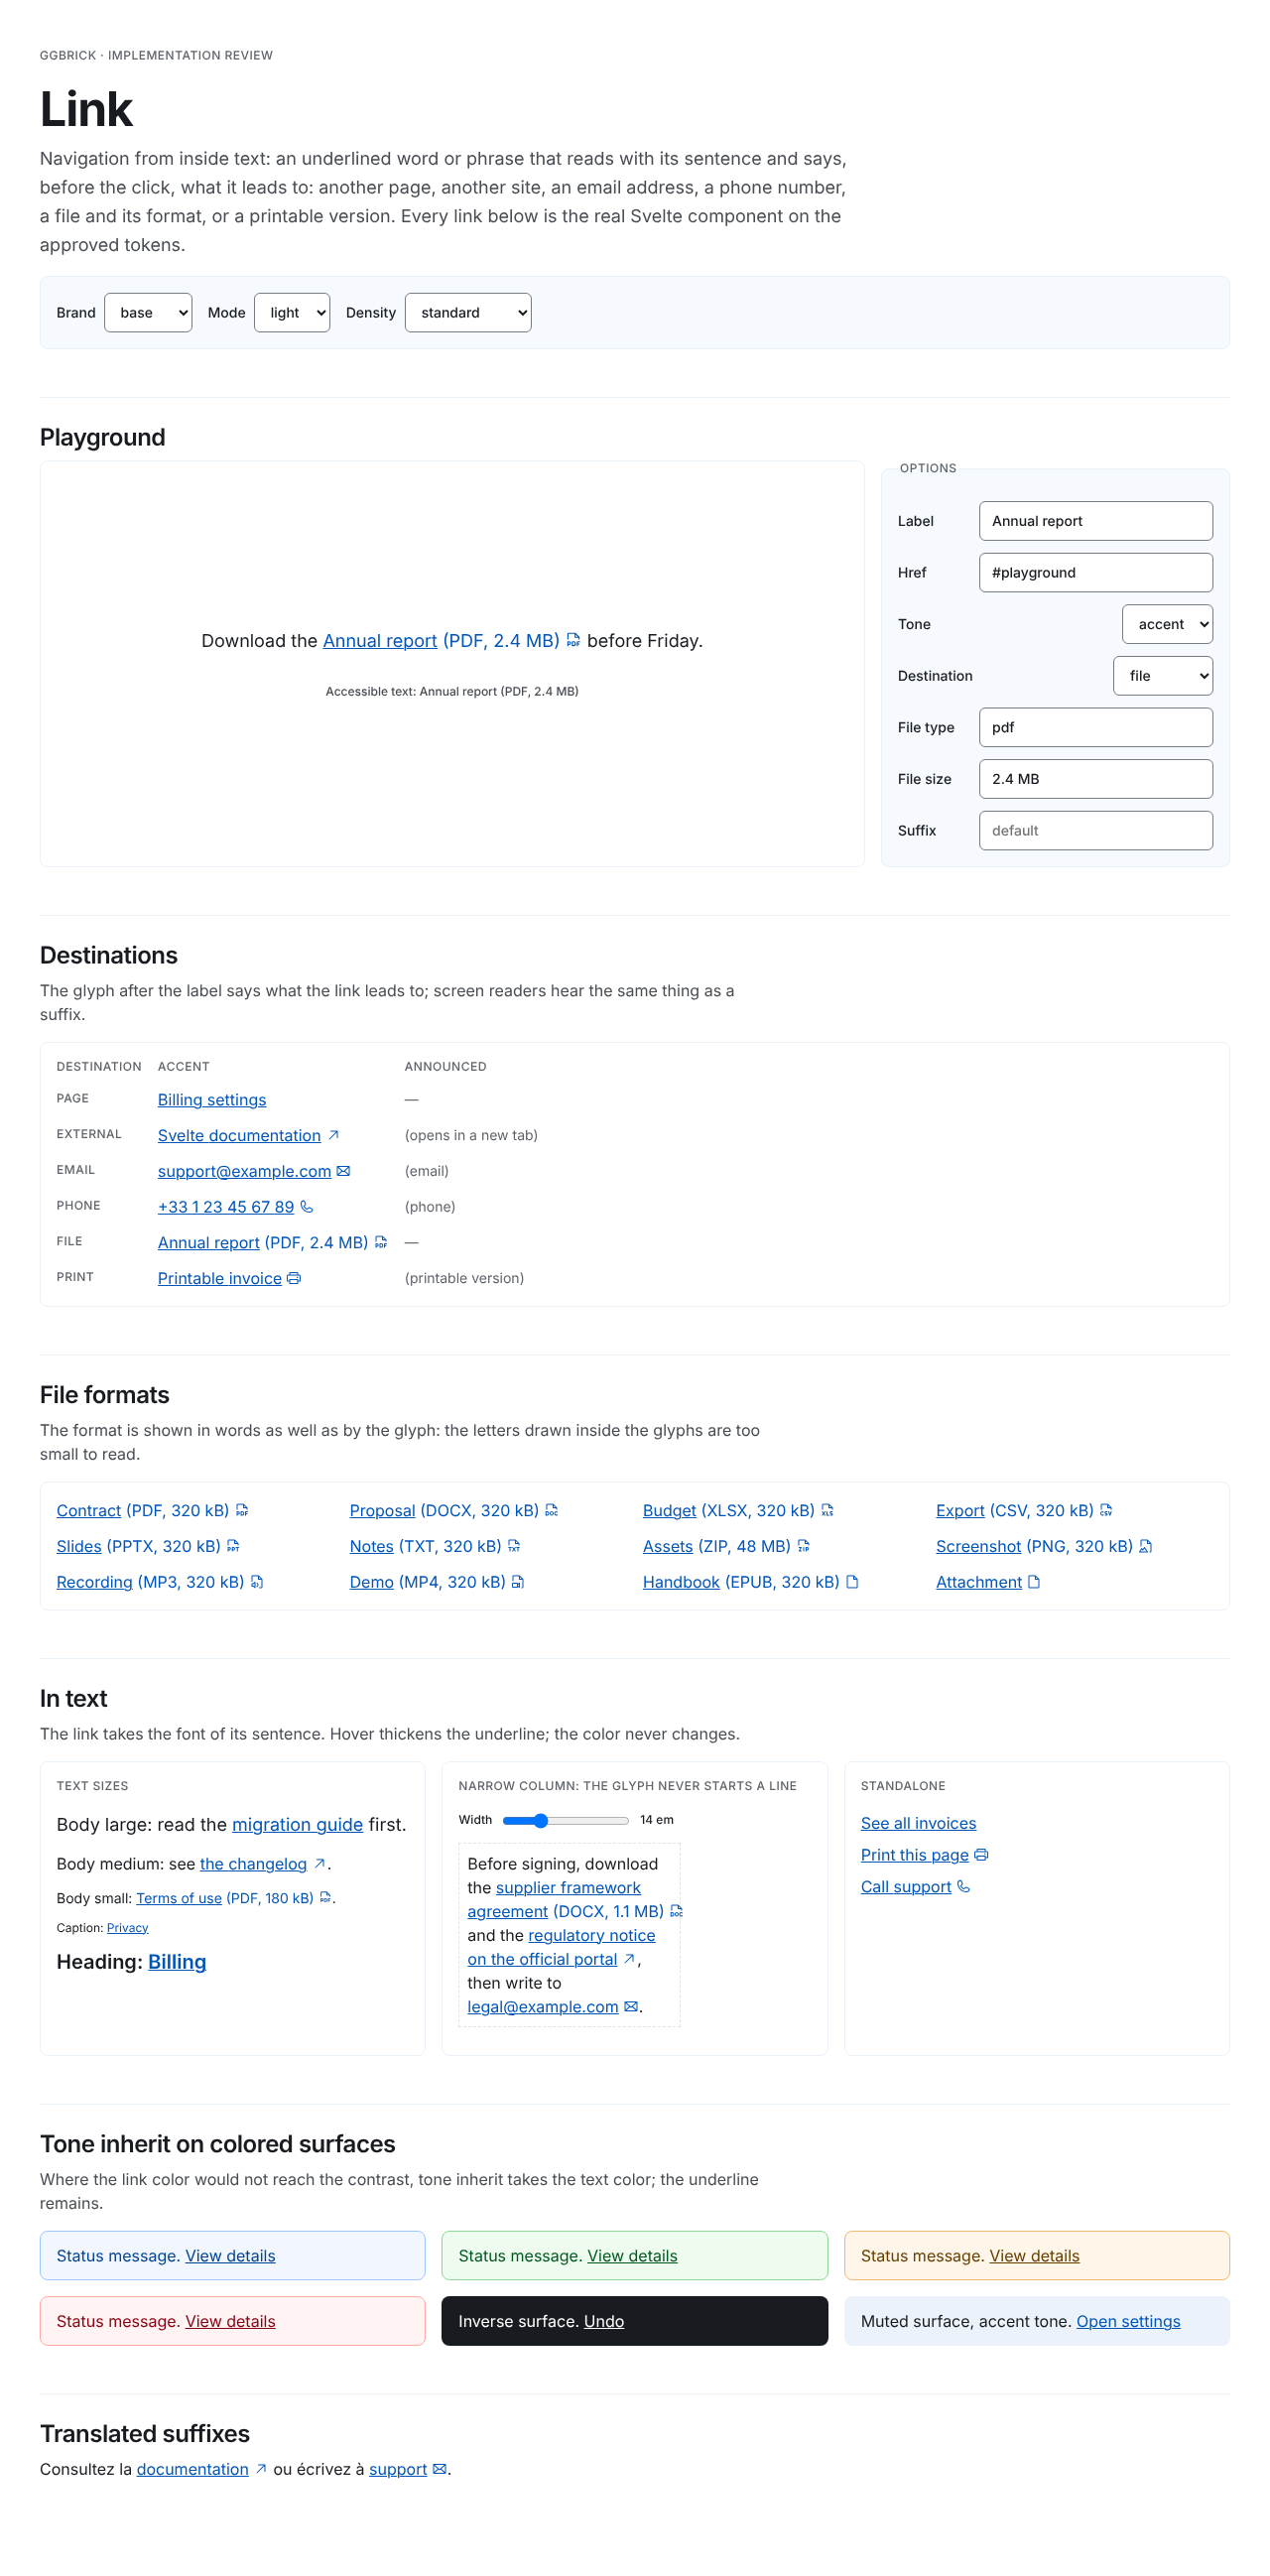 GGBRICK · IMPLEMENTATION REVIEW
Link
Navigation from inside text: an underlined word or phrase that reads with its sentence and says,
before the click, what it leads to: another page, another site, an email address, a phone number,
a file and its format, or a printable version. Every link below is the real Svelte component on the
approved tokens.
Brand base Mode light Density standard
Playground
Download the Annual report (PDF, 2.4 MB) PDF before Friday.
Accessible text: Annual report (PDF, 2.4 MB)
OPTIONS
Label Annual report
Href #playground
Tone accent
Destination file
File type pdf
File size 2.4 MB
Suffix default
Destinations
The glyph after the label says what the link leads to; screen readers hear the same thing as a
suffix.
DESTINATION ACCENT ANNOUNCED
PAGE Billing settings —
EXTERNAL Svelte documentation (opens in a new tab)
EMAIL support@example.com (email)
PHONE +33 1 23 45 67 89 (phone)
FILE Annual report (PDF, 2.4 MB) PDF —
PRINT Printable invoice (printable version)
File formats
The format is shown in words as well as by the glyph: the letters drawn inside the glyphs are too
small to read.
Contract (PDF, 320 kB) PDF Proposal (DOCX, 320 kB) DOC Budget (XLSX, 320 kB) XLS Export (CSV, 320 kB) CSV
Slides (PPTX, 320 kB) PPT Notes (TXT, 320 kB) TXT Assets (ZIP, 48 MB) ZIP Screenshot (PNG, 320 kB)
Recording (MP3, 320 kB) Demo (MP4, 320 kB) Handbook (EPUB, 320 kB) Attachment
In text
The link takes the font of its sentence. Hover thickens the underline; the color never changes.
TEXT SIZES
Body large: read the migration guide first.
Body medium: see the changelog .
Body small: Terms of use (PDF, 180 kB) PDF .
Caption: Privacy
Heading: Billing
NARROW COLUMN: THE GLYPH NEVER STARTS A LINE
Width 14 em
Before signing, download
the supplier framework
agreement (DOCX, 1.1 MB) DOC
and the regulatory notice
on the official portal ,
then write to
legal@example.com .
STANDALONE
See all invoices
Print this page
Call support
Tone inherit on colored surfaces
Where the link color would not reach the contrast, tone inherit takes the text color; the underline
remains.
Status message. View details
Status message. View details
Status message. View details
Status message. View details
Inverse surface. Undo
Muted surface, accent tone. Open settings
Translated suffixes
Consultez la documentation ou écrivez à support .